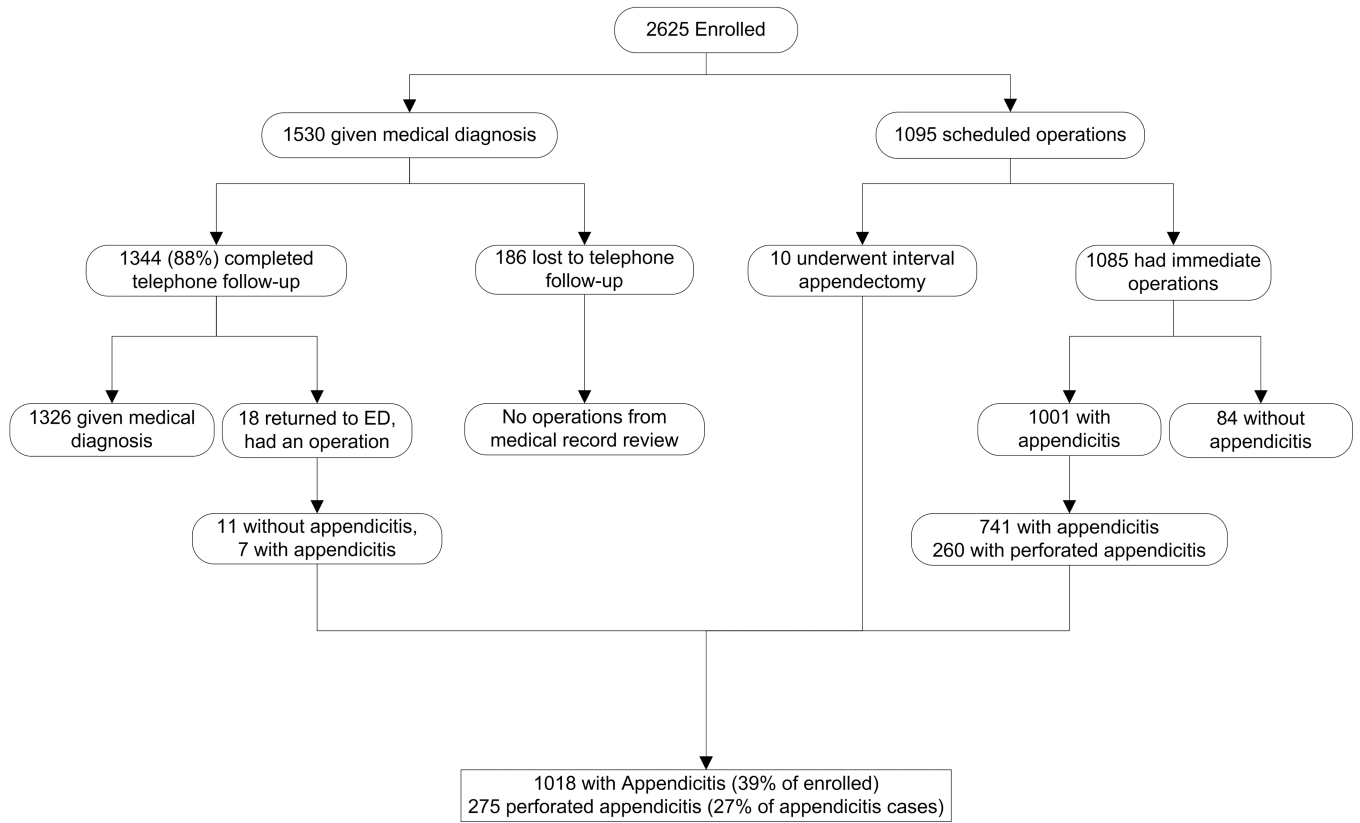 2625 Enrolled
1530 given medical diagnosis
1095 scheduled operations
1344 (88%) completed
telephone follow-up
186 lost to telephone
follow-up
10 underwent interval
appendectomy
1085 had immediate
operations
1326 given medical
diagnosis
18 returned to ED,
had an operation
No operations from
medical record review
1001 with
appendicitis
84 without
appendicitis
11 without appendicitis,
7 with appendicitis
741 with appendicitis
260 with perforated appendicitis
1018 with Appendicitis (39% of enrolled)
275 perforated appendicitis (27% of appendicitis cases)